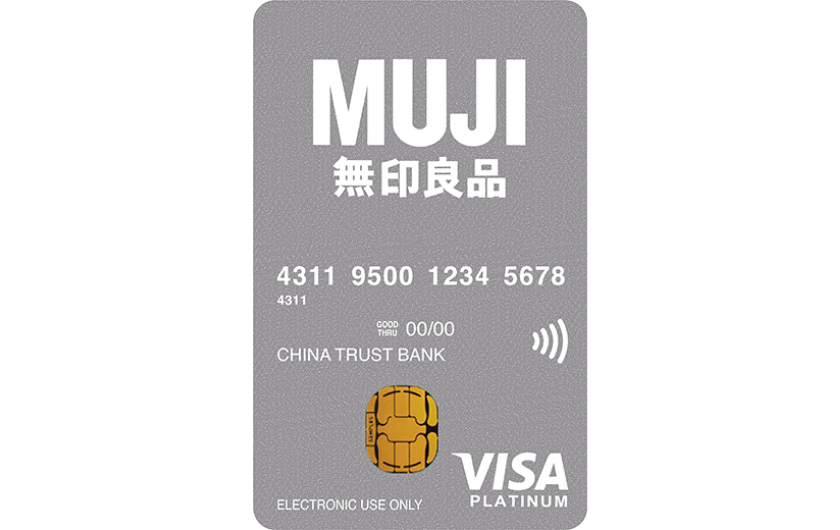 MUJI
無印良品
4311 9500 1234 5678
4311
GOOD
THRU 00/00
CHINA TRUST BANK
VISA
PLATINUM
ELECTRONIC USE ONLY